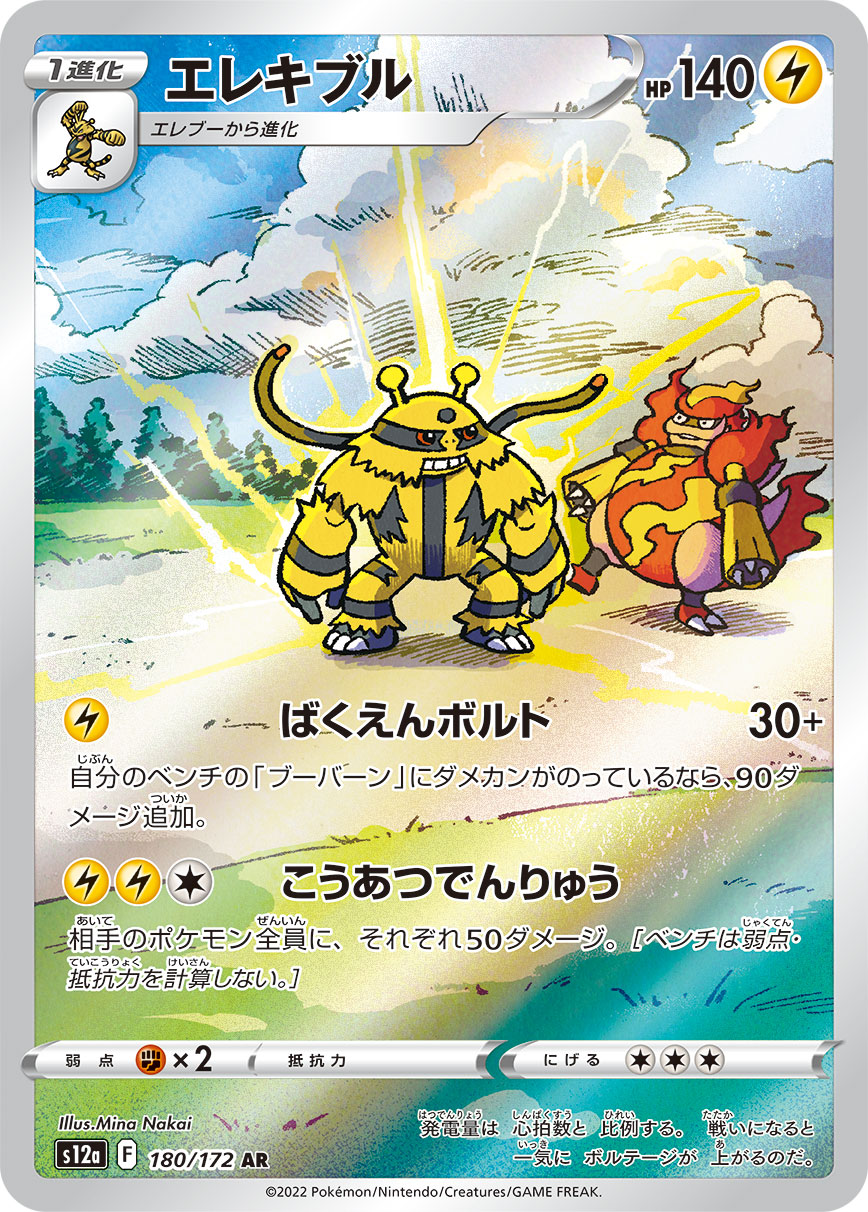 1進化
エレキブル
HP 140
エレブーから進化
ばくえんボルト 30+
自分のベンチの「ブーバーン」にダメカンがのっているなら、90ダ
メージ追加。
こうあつでんりゅう
相手のポケモン全員に、それぞれ50ダメージ。[ベンチは弱点・
抵抗力を計算しない。]
弱点 ×2 抵抗力 にげる
Illus.Mina Nakai
発電量は 心拍数と 比例する。 戦いになると
一気に ボルテージが 上がるのだ。
s12a F 180/172 AR
©2022 Pokémon/Nintendo/Creatures/GAME FREAK.